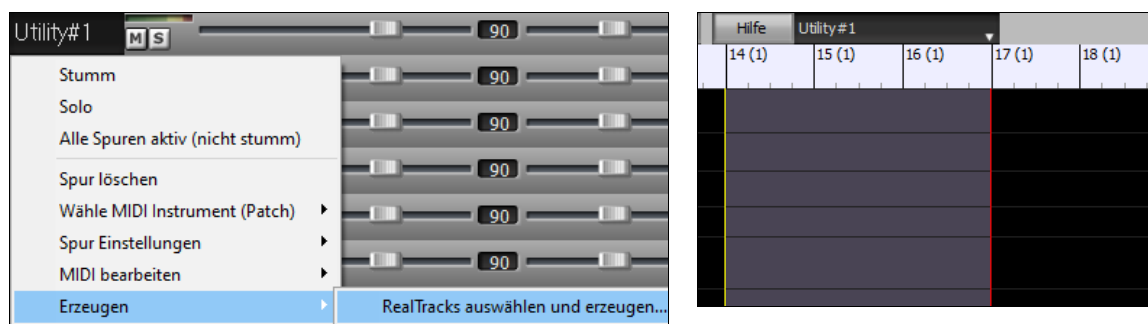 Utility#1 M S 90
90
90
90
90
90
Stumm
Solo
Alle Spuren aktiv (nicht stumm)
Spur löschen
Wähle MIDI Instrument (Patch)
Spur Einstellungen
MIDI bearbeiten
Erzeugen
RealTracks auswählen und erzeugen...
Hilfe Utility#1
14 (1) 15 (1) 16 (1) 17 (1) 18 (1)